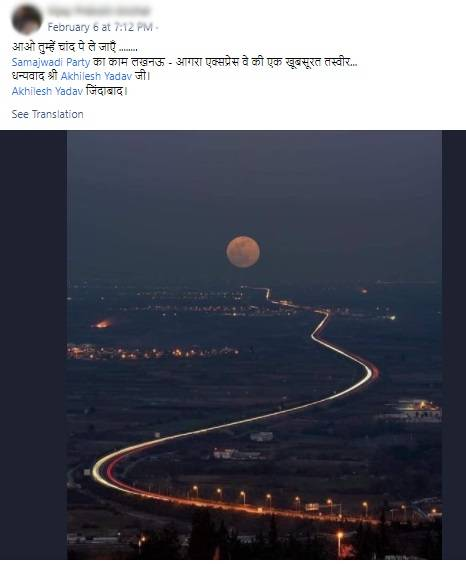 February 6 at 7:12 PM ·
आओ तुम्हें चांद पे ले जाएँ ........
Samajwadi Party का काम लखनऊ - आगरा एक्सप्रेस वे की एक खूबसूरत तस्वीर...
धन्यवाद श्री Akhilesh Yadav जी।
Akhilesh Yadav जिंदाबाद।
See Translation